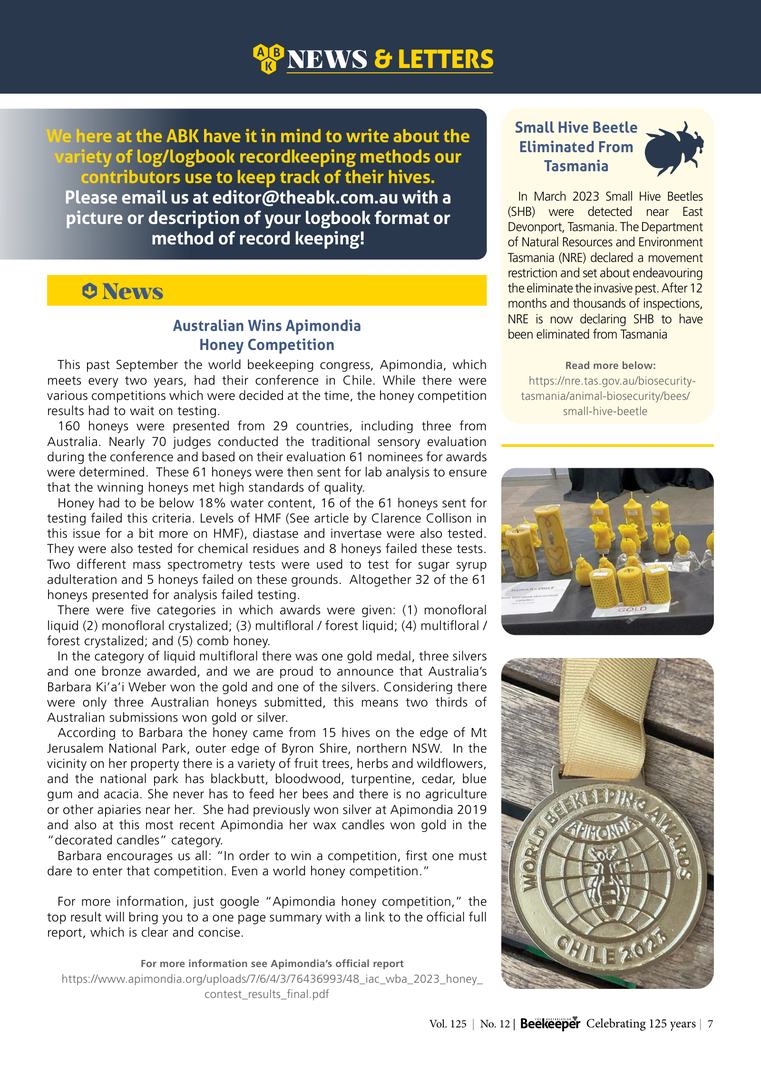 ABK NEWS & LETTERS
We here at the ABK have it in mind to write about the
variety of log/logbook recordkeeping methods our
contributors use to keep track of their hives.
Please email us at editor@theabk.com.au with a
picture or description of your logbook format or
method of record keeping!
News
Australian Wins Apimondia
Honey Competition
This past September the world beekeeping congress, Apimondia, which
meets every two years, had their conference in Chile. While there were
various competitions which were decided at the time, the honey competition
results had to wait on testing.
160 honeys were presented from 29 countries, including three from
Australia. Nearly 70 judges conducted the traditional sensory evaluation
during the conference and based on their evaluation 61 nominees for awards
were determined. These 61 honeys were then sent for lab analysis to ensure
that the winning honeys met high standards of quality.
Honey had to be below 18% water content, 16 of the 61 honeys sent for
testing failed this criteria. Levels of HMF (See article by Clarence Collison in
this issue for a bit more on HMF), diastase and invertase were also tested.
They were also tested for chemical residues and 8 honeys failed these tests.
Two different mass spectrometry tests were used to test for sugar syrup
adulteration and 5 honeys failed on these grounds. Altogether 32 of the 61
honeys presented for analysis failed testing.
There were five categories in which awards were given: (1) monofloral
liquid (2) monofloral crystalized; (3) multifloral / forest liquid; (4) multifloral /
forest crystalized; and (5) comb honey.
In the category of liquid multifloral there was one gold medal, three silvers
and one bronze awarded, and we are proud to announce that Australia's
Barbara Ki'a'i Weber won the gold and one of the silvers. Considering there
were only three Australian honeys submitted, this means two thirds of
Australian submissions won gold or silver.
According to Barbara the honey came from 15 hives on the edge of Mt
Jerusalem National Park, outer edge of Byron Shire, northern NSW. In the
vicinity on her property there is a variety of fruit trees, herbs and wildflowers,
and the national park has blackbutt, bloodwood, turpentine, cedar, blue
gum and acacia. She never has to feed her bees and there is no agriculture
or other apiaries near her. She had previously won silver at Apimondia 2019
and also at this most recent Apimondia her wax candles won gold in the
"decorated candles" category.
Barbara encourages us all: "In order to win a competition, first one must
dare to enter that competition. Even a world honey competition."
For more information, just google "Apimondia honey competition," the
top result will bring you to a one page summary with a link to the official full
report, which is clear and concise.
For more information see Apimondia's official report
https://www.apimondia.org/uploads/7/6/4/3/76436993/48_iac_wba_2023_honey_
contest_results_final.pdf
Small Hive Beetle
Eliminated From
Tasmania
In March 2023 Small Hive Beetles
(SHB) were detected near East
Devonport, Tasmania. The Department
of Natural Resources and Environment
Tasmania (NRE) declared a movement
restriction and set about endeavouring
the eliminate the invasive pest. After 12
months and thousands of inspections,
NRE is now declaring SHB to have
been eliminated from Tasmania
Read more below:
https://nre.tas.gov.au/biosecurity-
tasmania/animal-biosecurity/bees/
small-hive-beetle
GOLD
WORLD BEEKEEPING AWARDS
APIMONDIA
CHILE 2023
Vol. 125 | No. 12 | Beekeeper Celebrating 125 years | 7